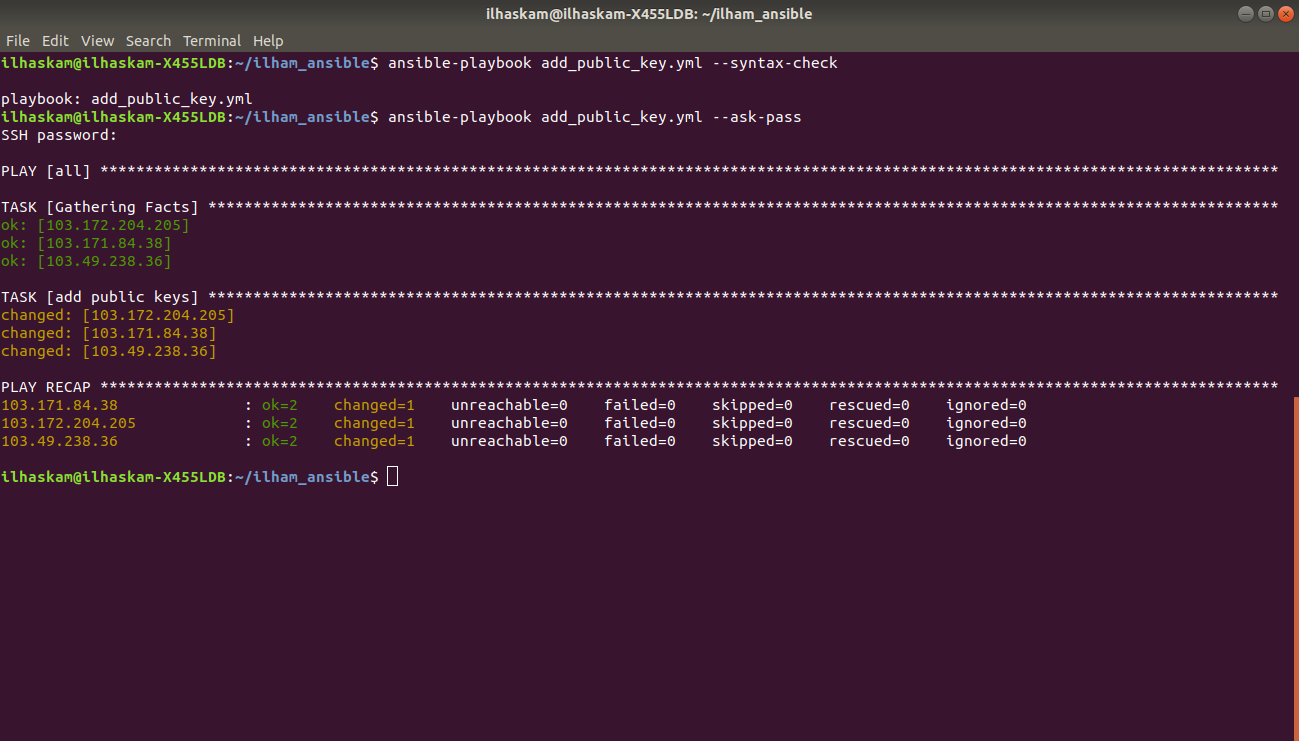 ilhaskam@ilhaskam-X455LDB: ~/ilham_ansible
File Edit View Search Terminal Help
ilhaskam@ilhaskam-X455LDB:~/ilham_ansible$ ansible-playbook add_public_key.yml --syntax-check
playbook: add_public_key.yml
ilhaskam@ilhaskam-X455LDB:~/ilham_ansible$ ansible-playbook add_public_key.yml --ask-pass
SSH password:
PLAY [all] ***********************************************************************************************************************************
TASK [Gathering Facts] ***********************************************************************************************************************
ok: [103.172.204.205]
ok: [103.171.84.38]
ok: [103.49.238.36]
TASK [add public keys] ***********************************************************************************************************************
changed: [103.172.204.205]
changed: [103.171.84.38]
changed: [103.49.238.36]
PLAY RECAP ***********************************************************************************************************************************
103.171.84.38              : ok=2    changed=1    unreachable=0    failed=0    skipped=0    rescued=0    ignored=0
103.172.204.205            : ok=2    changed=1    unreachable=0    failed=0    skipped=0    rescued=0    ignored=0
103.49.238.36              : ok=2    changed=1    unreachable=0    failed=0    skipped=0    rescued=0    ignored=0
ilhaskam@ilhaskam-X455LDB:~/ilham_ansible$